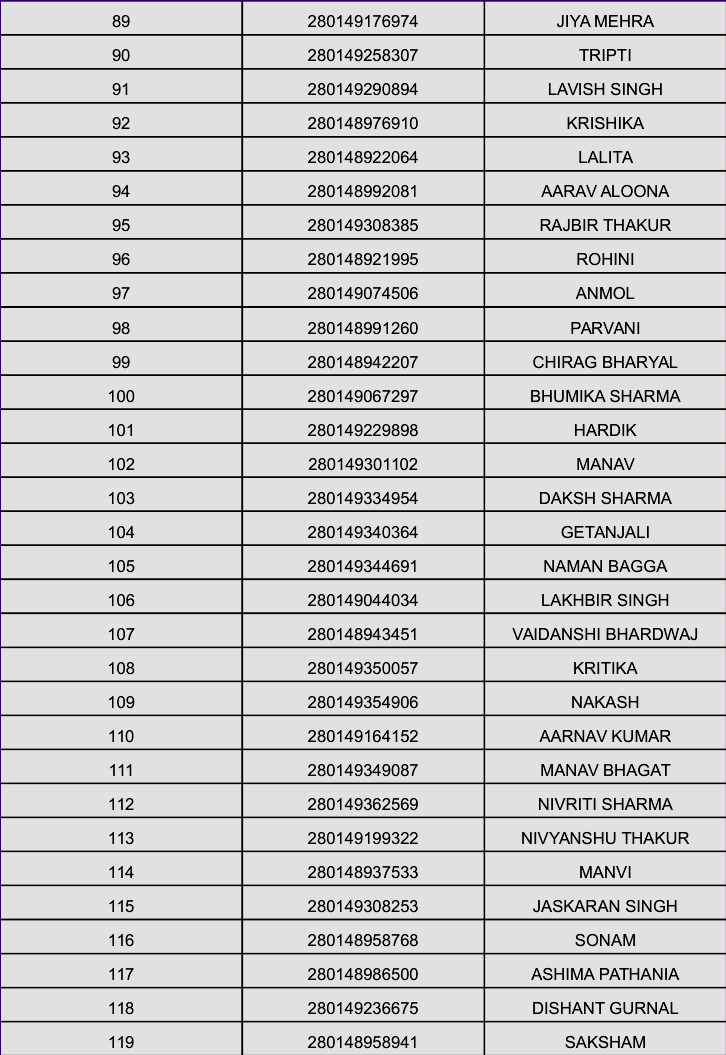 89 280149176974 JIYA MEHRA
90 280149258307 TRIPTI
91 280149290894 LAVISH SINGH
92 280148976910 KRISHIKA
93 280148922064 LALITA
94 280148992081 AARAV ALOONA
95 280149308385 RAJBIR THAKUR
96 280148921995 ROHINI
97 280149074506 ANMOL
98 280148991260 PARVANI
99 280148942207 CHIRAG BHARYAL
100 280149067297 BHUMIKA SHARMA
101 280149229898 HARDIK
102 280149301102 MANAV
103 280149334954 DAKSH SHARMA
104 280149340364 GETANJALI
105 280149344691 NAMAN BAGGA
106 280149044034 LAKHBIR SINGH
107 280148943451 VAIDANSHI BHARDWAJ
108 280149350057 KRITIKA
109 280149354906 NAKASH
110 280149164152 AARNAV KUMAR
111 280149349087 MANAV BHAGAT
112 280149362569 NIVRITI SHARMA
113 280149199322 NIVYANSHU THAKUR
114 280148937533 MANVI
115 280149308253 JASKARAN SINGH
116 280148958768 SONAM
117 280148986500 ASHIMA PATHANIA
118 280149236675 DISHANT GURNAL
119 280148958941 SAKSHAM